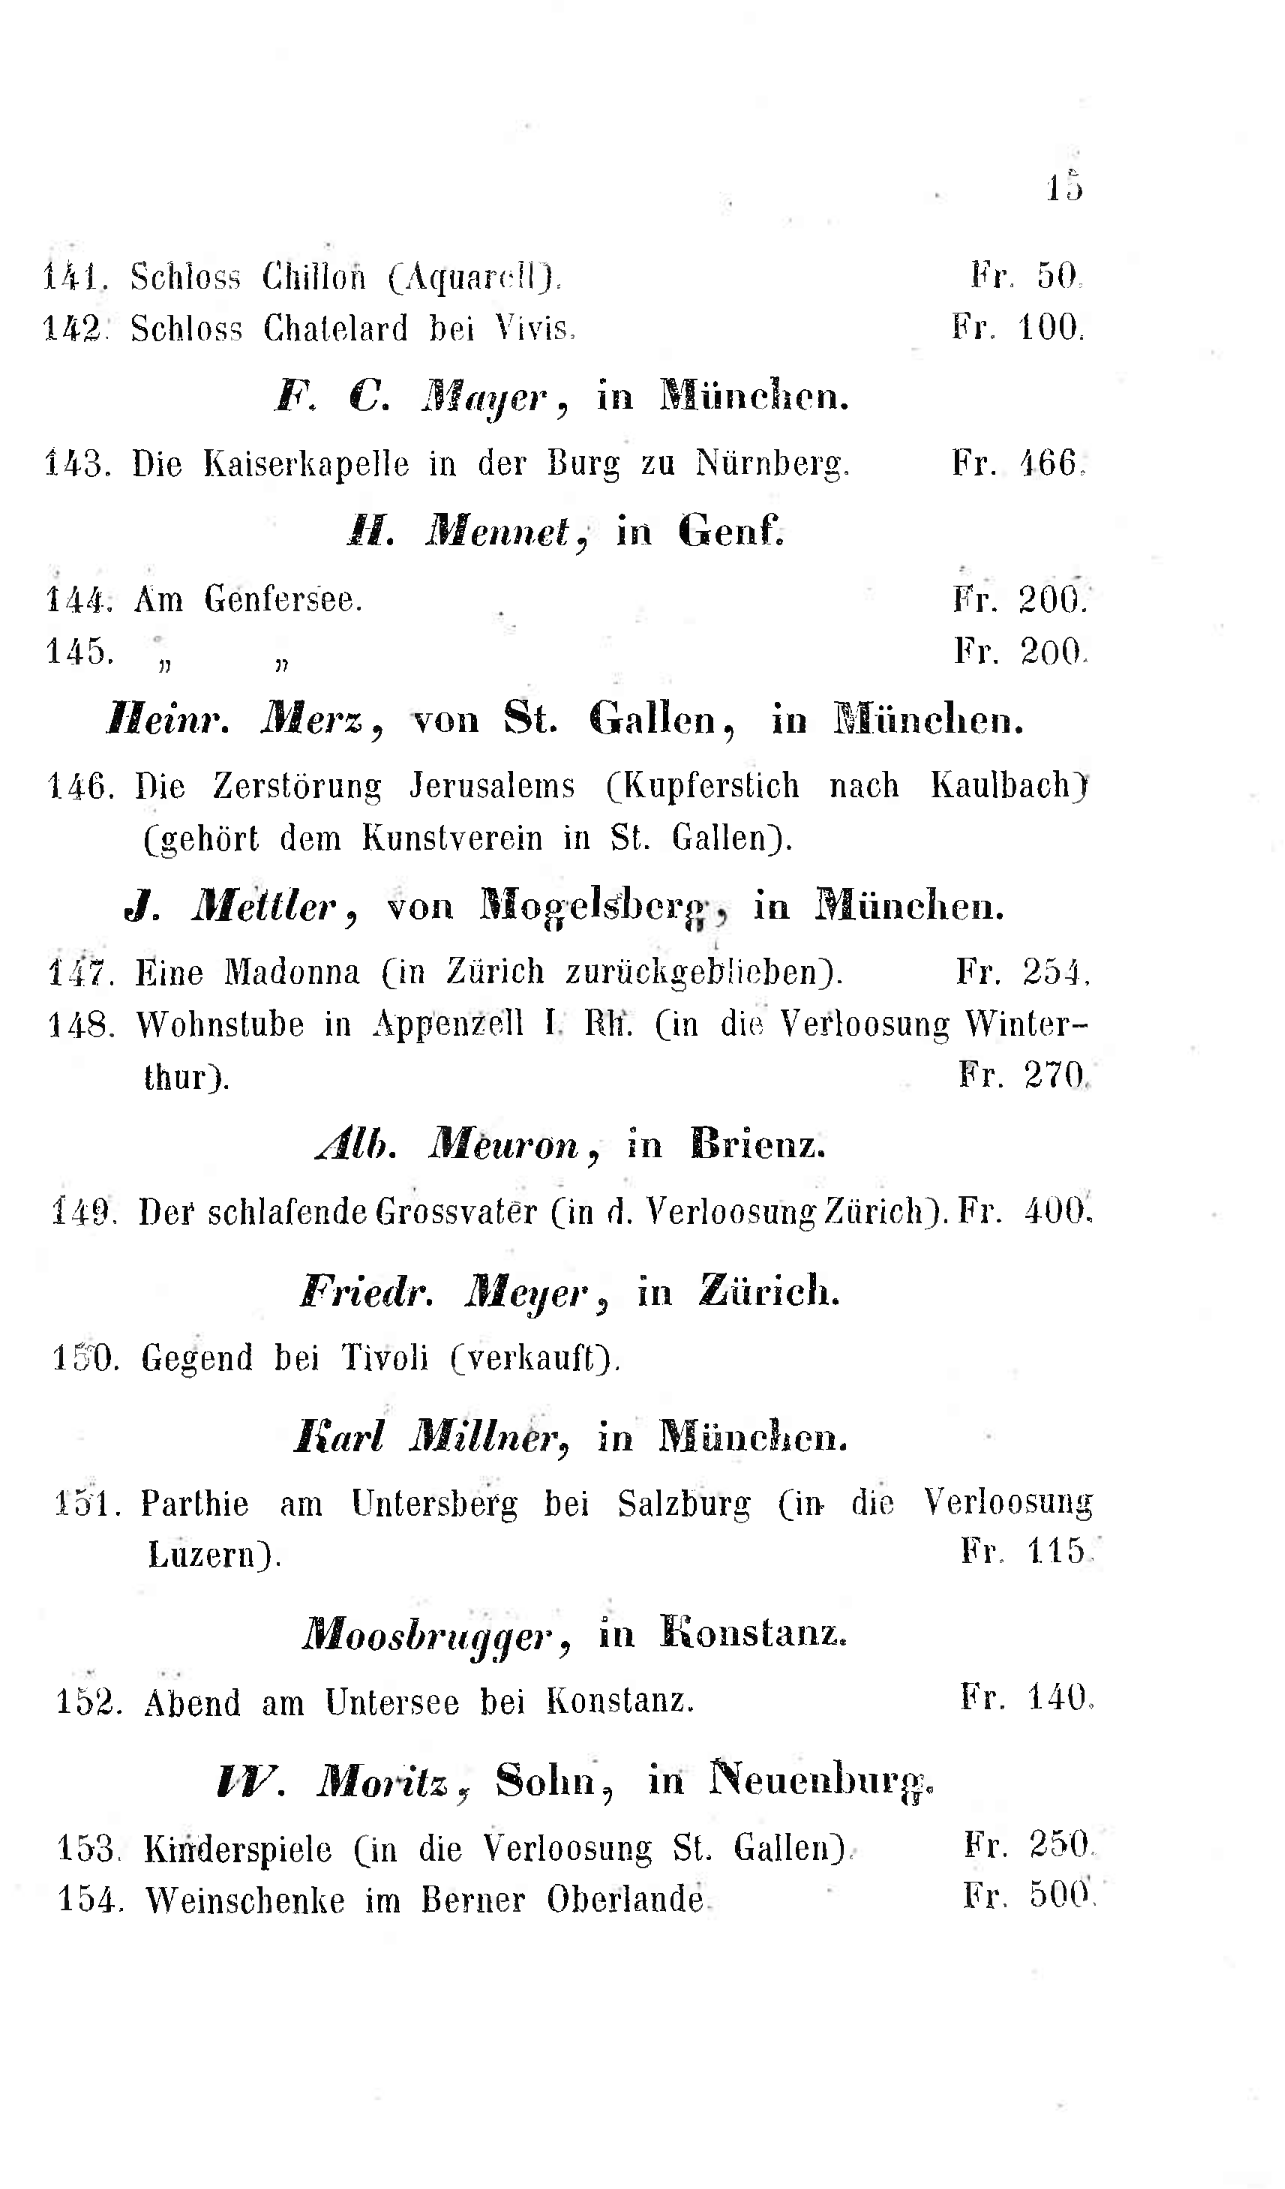 15
141. Schloss Chillon (Aquarell). Fr. 50.
142. Schloss Chatelard bei Vivis. Fr. 100.
F. C. Mayer, in München.
143. Die Kaiserkapelle in der Burg zu Nürnberg. Fr. 466.
H. Mennet, in Genf.
144. Am Genfersee. Fr. 200.
145. „ „ Fr. 200.
Heinr. Merz, von St. Gallen, in München.
146. Die Zerstörung Jerusalems (Kupferstich nach Kaulbach)
(gehört dem Kunstverein in St. Gallen).
J. Mettler, von Mogelsberg, in München.
147. Eine Madonna (in Zürich zurückgeblieben). Fr. 254.
148. Wohnstube in Appenzell I. Rh. (in die Verloosung Winter-
thur). Fr. 270.
Alb. Meuron, in Brienz.
149. Der schlafende Grossvater (in d. Verloosung Zürich). Fr. 400.
Friedr. Meyer, in Zürich.
150. Gegend bei Tivoli (verkauft).
Karl Millner, in München.
151. Parthie am Untersberg bei Salzburg (in die Verloosung
Luzern). Fr. 115.
Moosbrugger, in Konstanz.
152. Abend am Untersee bei Konstanz. Fr. 140.
W. Moritz, Sohn, in Neuenburg.
153. Kinderspiele (in die Verloosung St. Gallen). Fr. 250.
154. Weinschenke im Berner Oberlande. Fr. 500.